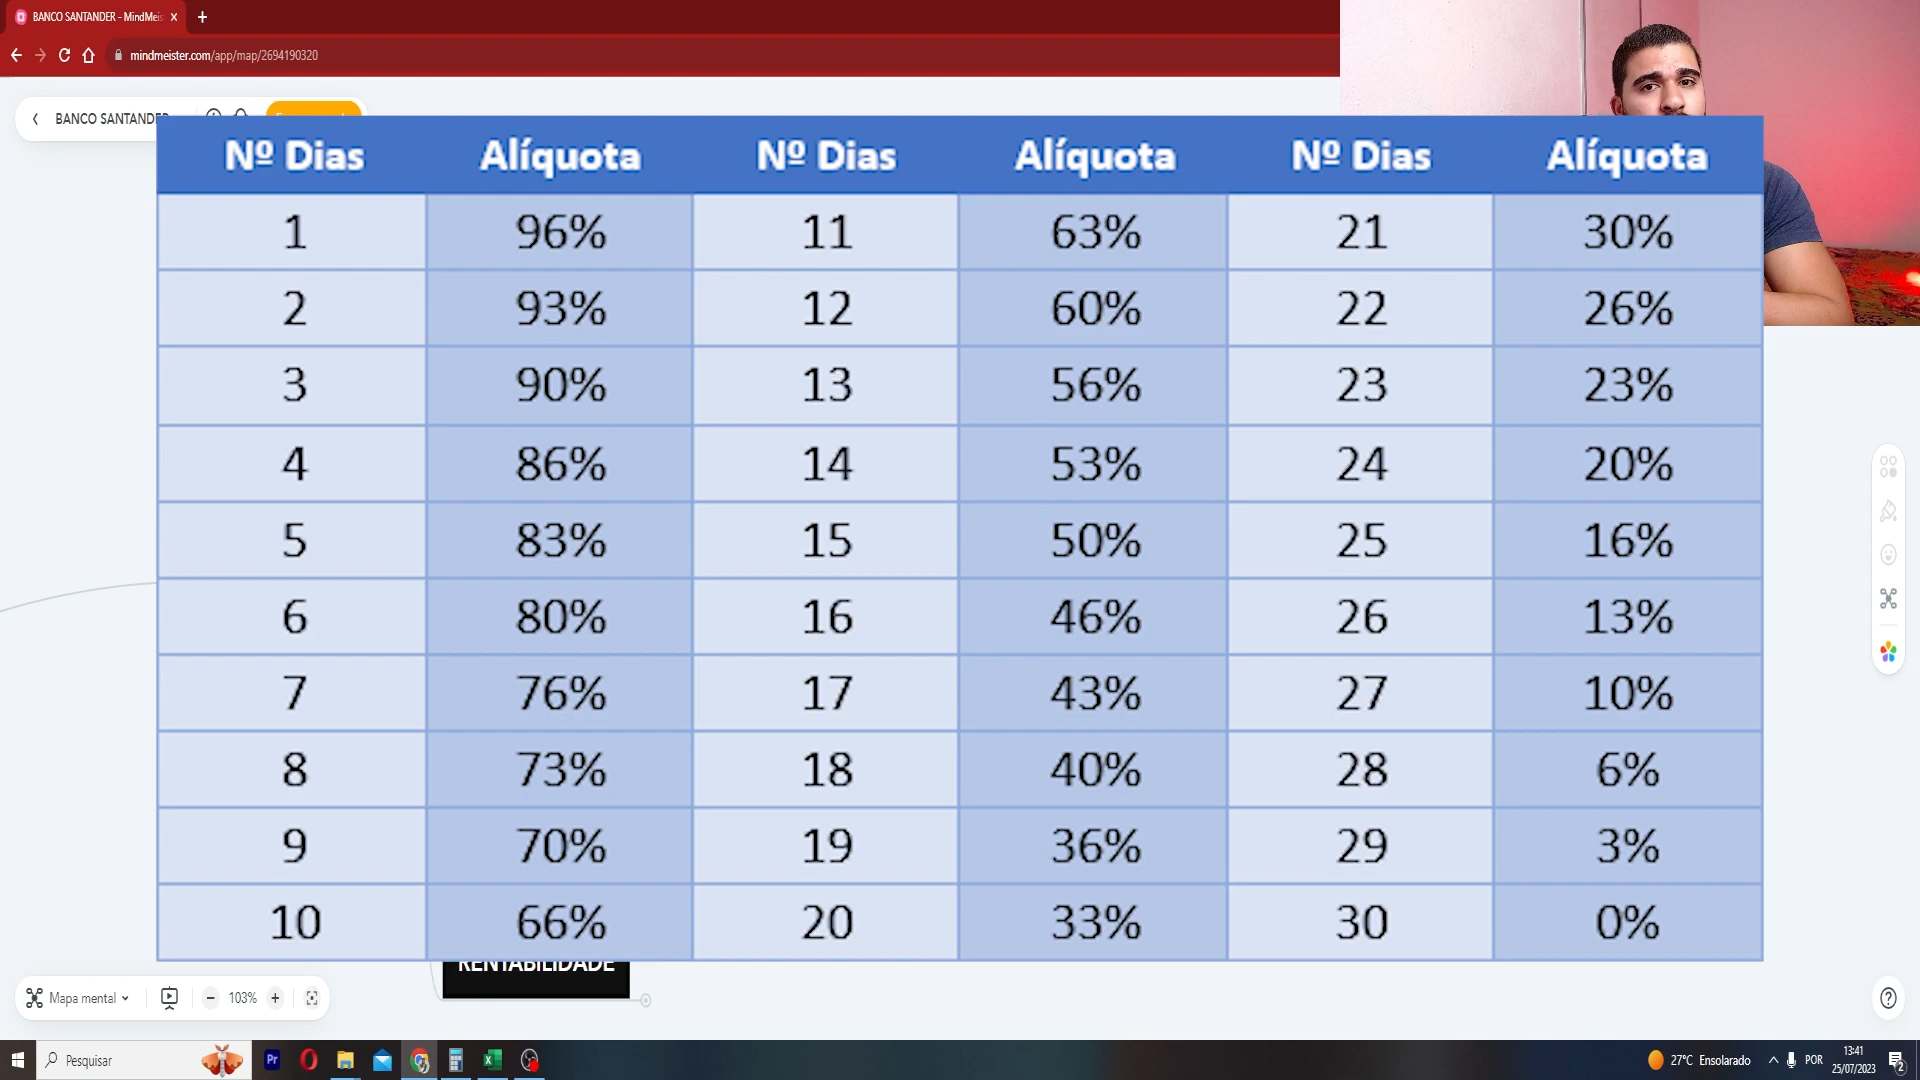 BANCO SANTANDER - MindMeis
mindmeister.com/app/map/2694190320
BANCO SANTANDER
Nº Dias Alíquota Nº Dias Alíquota Nº Dias Alíquota
1 96% 11 63% 21 30%
2 93% 12 60% 22 26%
3 90% 13 56% 23 23%
4 86% 14 53% 24 20%
5 83% 15 50% 25 16%
6 80% 16 46% 26 13%
7 76% 17 43% 27 10%
8 73% 18 40% 28 6%
9 70% 19 36% 29 3%
10 66% 20 33% 30 0%
RENTABILIDADE
Mapa mental
103%
Pesquisar
Pr
27°C Ensolarado
POR
13:41
25/07/2023
2